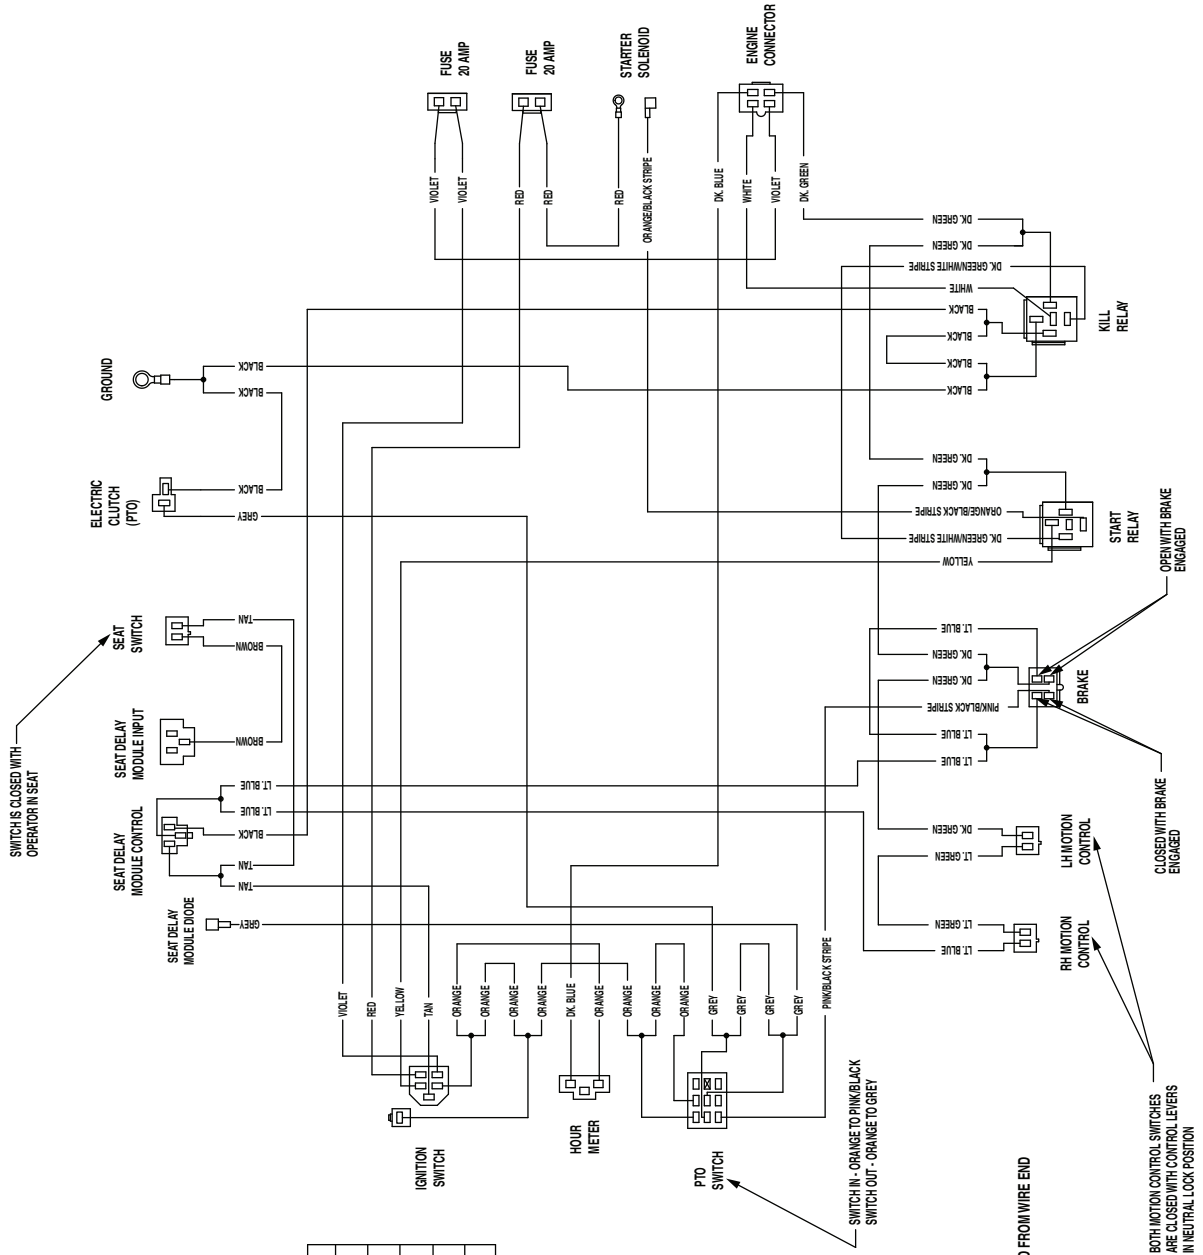 FUSE
20 AMP
FUSE
20 AMP
STARTER
SOLENOID
ENGINE
CONNECTOR
VIOLET
VIOLET
RED
RED
RED
ORANGE/BLACK STRIPE
DK. BLUE
WHITE
VIOLET
DK. GREEN
GROUND
BLACK
BLACK
DK. GREEN
DK. GREEN
DK. GREEN/WHITE STRIPE
WHITE
BLACK
BLACK
BLACK
BLACK
KILL
RELAY
ELECTRIC
CLUTCH
(PTO)
BLACK
GREY
DK. GREEN
DK. GREEN
ORANGE/BLACK STRIPE
DK. GREEN/WHITE STRIPE
YELLOW
START
RELAY
OPEN WITH BRAKE
ENGAGED
SWITCH IS CLOSED WITH
OPERATOR IN SEAT
SEAT
SWITCH
TAN
BROWN
SEAT DELAY
MODULE INPUT
BROWN
LT. BLUE
DK. GREEN
DK. GREEN
PINK/BLACK STRIPE
LT. BLUE
LT. BLUE
BRAKE
CLOSED WITH BRAKE
ENGAGED
SEAT DELAY
MODULE CONTROL
LT. BLUE
LT. BLUE
BLACK
TAN
TAN
SEAT DELAY
MODULE DIODE
GREY
DK. GREEN
LT. GREEN
LH MOTION
CONTROL
LT. GREEN
LT. BLUE
RH MOTION
CONTROL
VIOLET
RED
YELLOW
TAN
ORANGE
ORANGE
ORANGE
ORANGE
DK. BLUE
ORANGE
ORANGE
ORANGE
ORANGE
GREY
GREY
GREY
GREY
PINK/BLACK STRIPE
IGNITION
SWITCH
HOUR
METER
PTO
SWITCH
SWITCH IN - ORANGE TO PINK/BLACK
SWITCH OUT - ORANGE TO GREY
FROM WIRE END
BOTH MOTION CONTROL SWITCHES
ARE CLOSED WITH CONTROL LEVERS
IN NEUTRAL LOCK POSITION